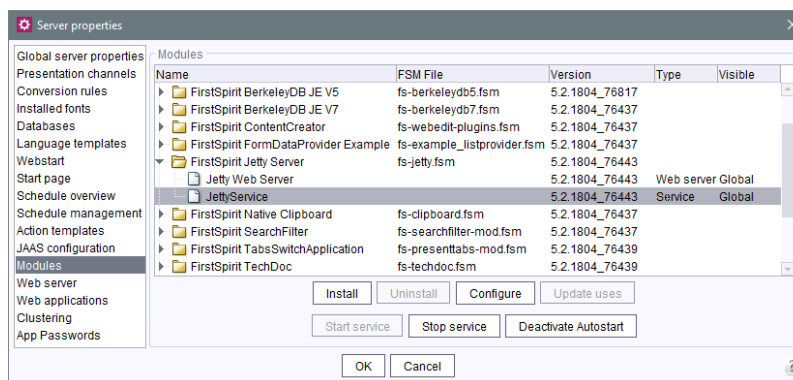 Server properties
Global server properties
Presentation channels
Conversion rules
Installed fonts
Databases
Language templates
Webstart
Start page
Schedule overview
Schedule management
Action templates
JAAS configuration
Modules
Web server
Web applications
Clustering
App Passwords
Modules
Name FSM File Version Type Visible
FirstSpirit BerkeleyDB JE V5 fs-berkeleydb5.fsm 5.2.1804_76817
FirstSpirit BerkeleyDB JE V7 fs-berkeleydb7.fsm 5.2.1804_76437
FirstSpirit ContentCreator fs-webedit-plugins.fsm 5.2.1804_76437
FirstSpirit FormDataProvider Example fs-example_listprovider.fsm 5.2.1804_76437
FirstSpirit Jetty Server fs-jetty.fsm 5.2.1804_76443
Jetty Web Server 5.2.1804_76443 Web server Global
JettyService 5.2.1804_76443 Service Global
FirstSpirit Native Clipboard fs-clipboard.fsm 5.2.1804_76437
FirstSpirit SearchFilter fs-searchfilter-mod.fsm 5.2.1804_76437
FirstSpirit TabsSwitchApplication fs-presenttabs-mod.fsm 5.2.1804_76439
FirstSpirit TechDoc fs-techdoc.fsm 5.2.1804_76439
Install Uninstall Configure Update uses
Start service Stop service Deactivate Autostart
OK Cancel